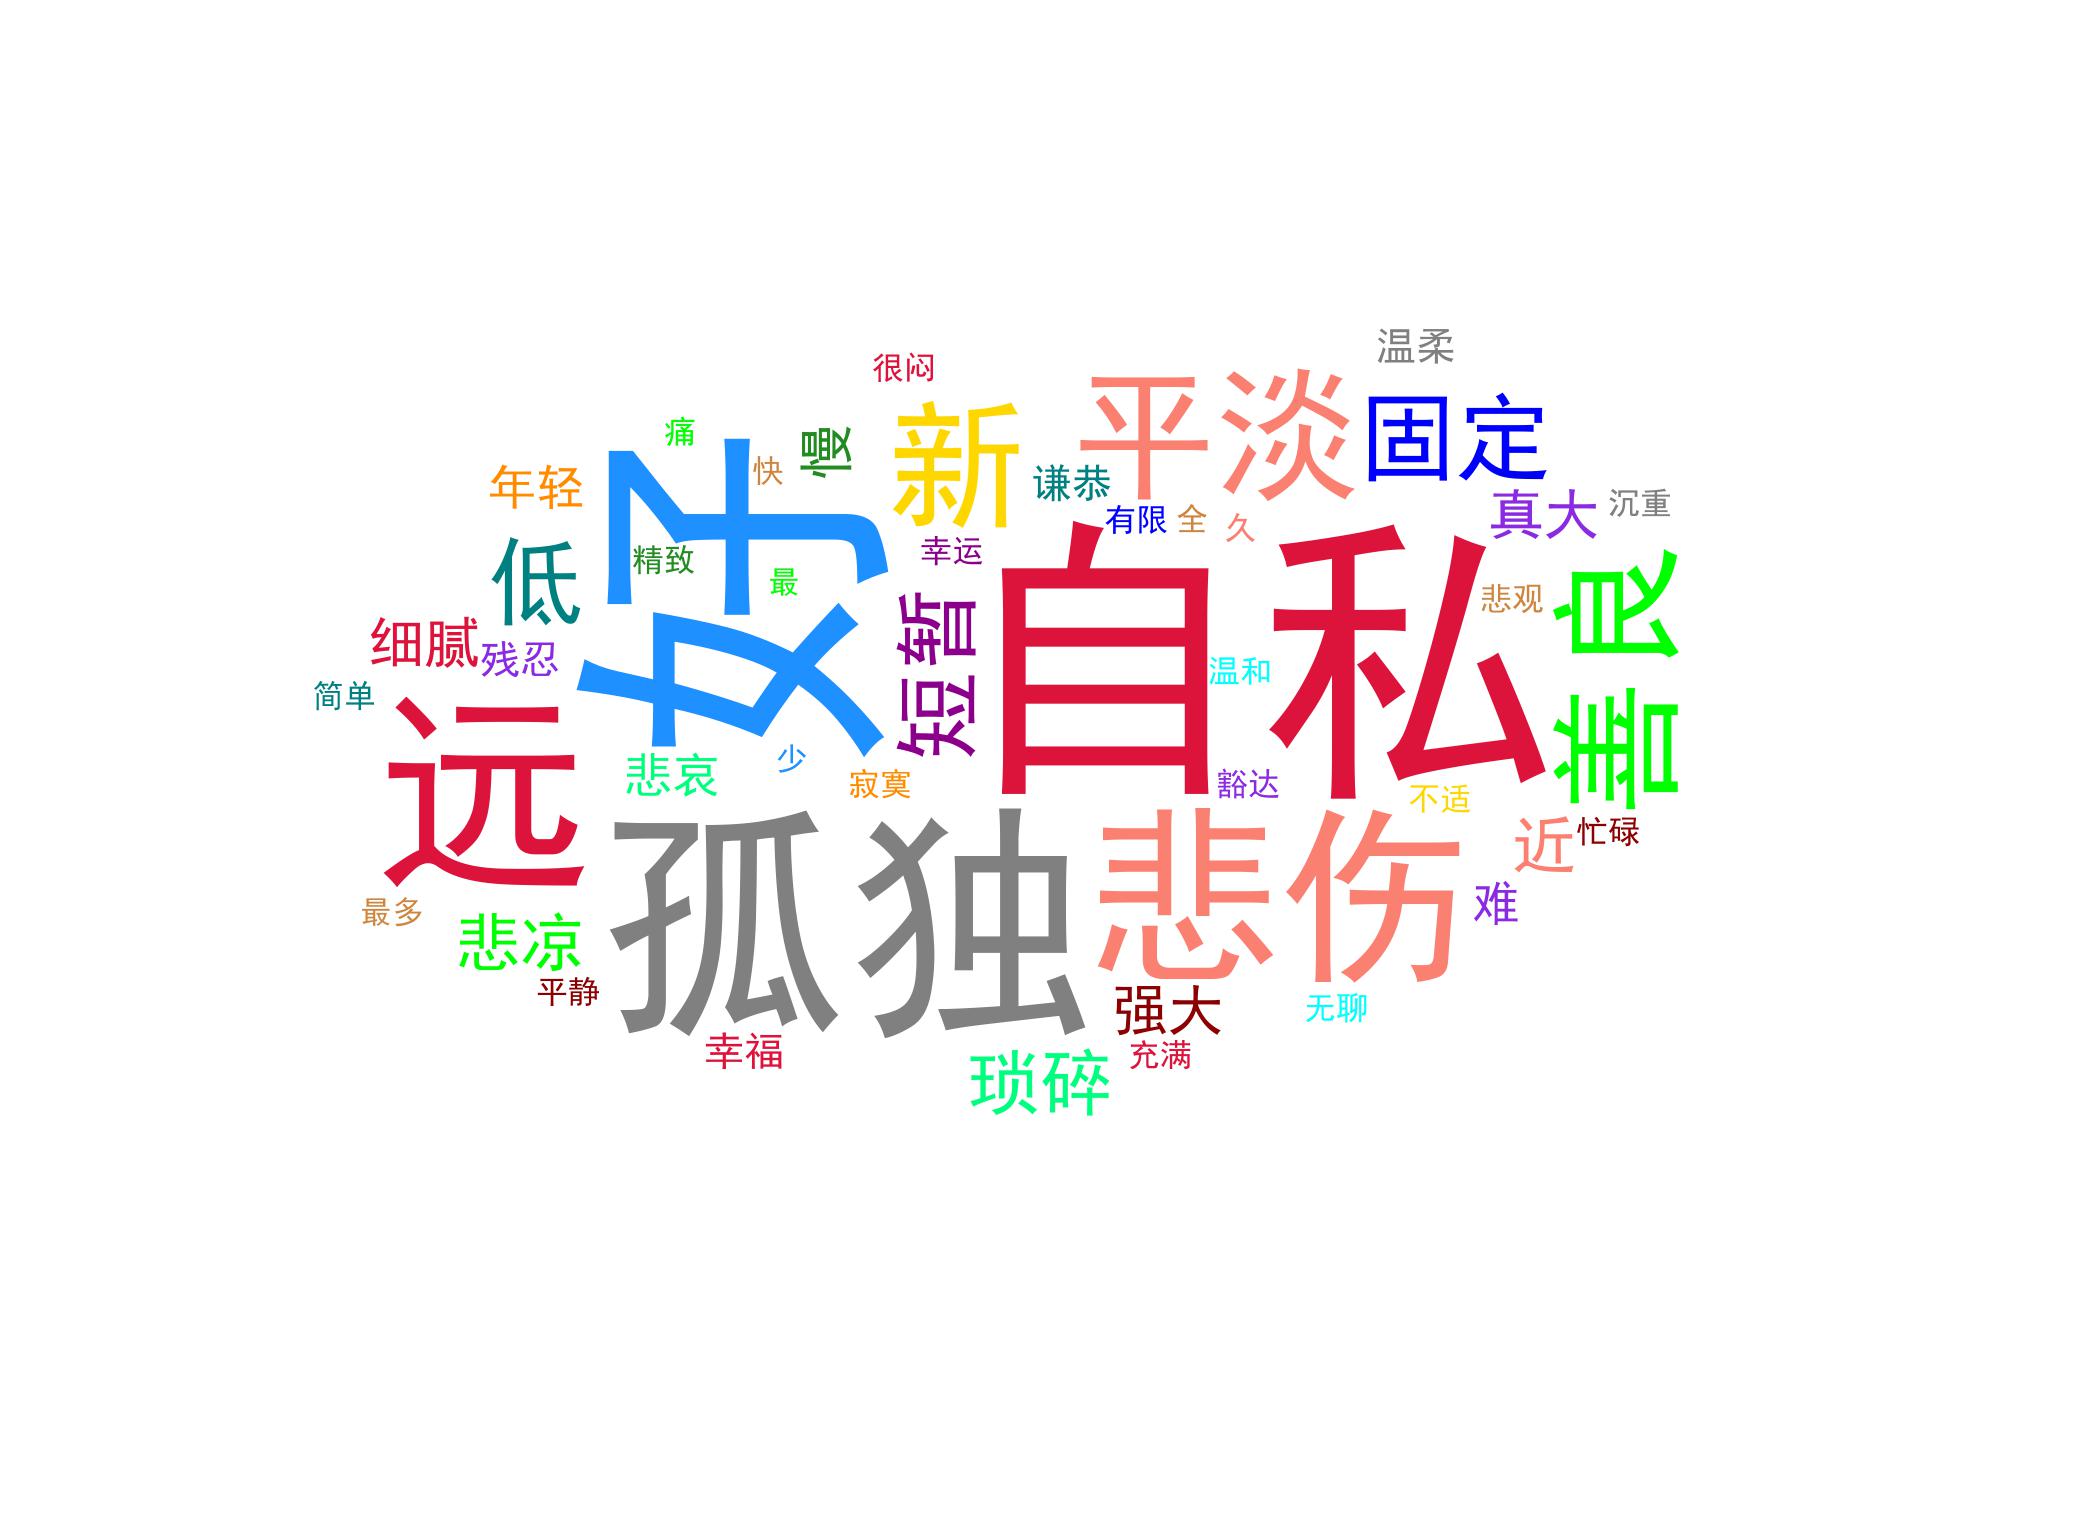 温柔
很闷
平淡
固定
新
痛
慢
快
年轻
谦恭
真大
沉重
有限
全
久
好
幸运
精致
低
最
自私
悲观
善良
细腻
残忍
温和
短暂
简单
远
少
悲哀
寂寞
豁达
不适
忙碌
近
孤独
悲伤
难
最多
悲凉
平静
强大
无聊
幸福
充满
琐碎